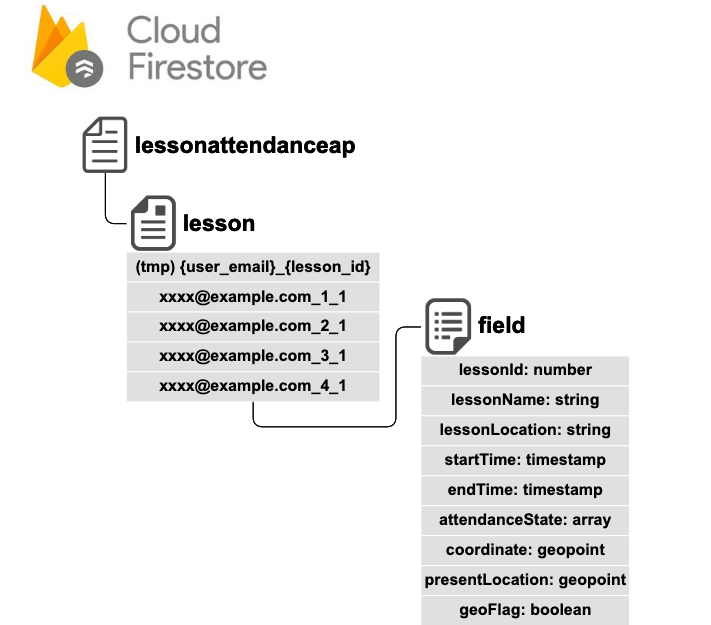 Cloud
Firestore
lessonattendanceap
lesson
(tmp) {user_email}_{lesson_id}
xxxx@example.com_1_1
xxxx@example.com_2_1
xxxx@example.com_3_1
xxxx@example.com_4_1
field
lessonId: number
lessonName: string
lessonLocation: string
startTime: timestamp
endTime: timestamp
attendanceState: array
coordinate: geopoint
presentLocation: geopoint
geoFlag: boolean